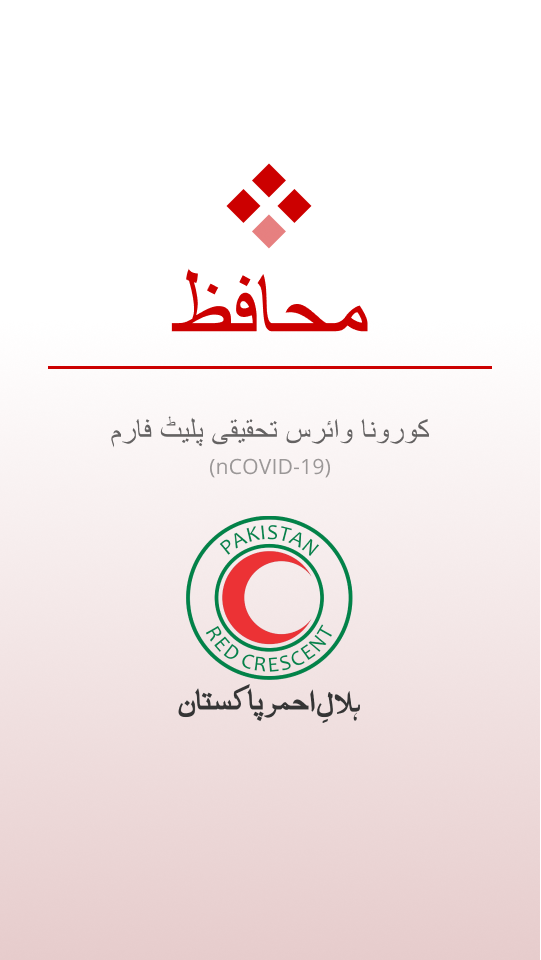 محافظ
کورونا وائرس تحقیقی پلیٹ فارم
(nCOVID-19)
PAKISTAN
RED CRESCENT
ہلالِ احمر پاکستان